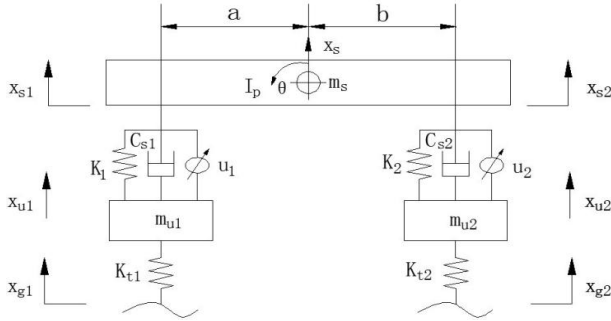 a b
x_s
x_s1 I_p θ m_s x_s2
C_s1 C_s2
K_1 u_1 K_2 u_2
x_u1 m_u1 m_u2 x_u2
K_t1 K_t2
x_g1 x_g2